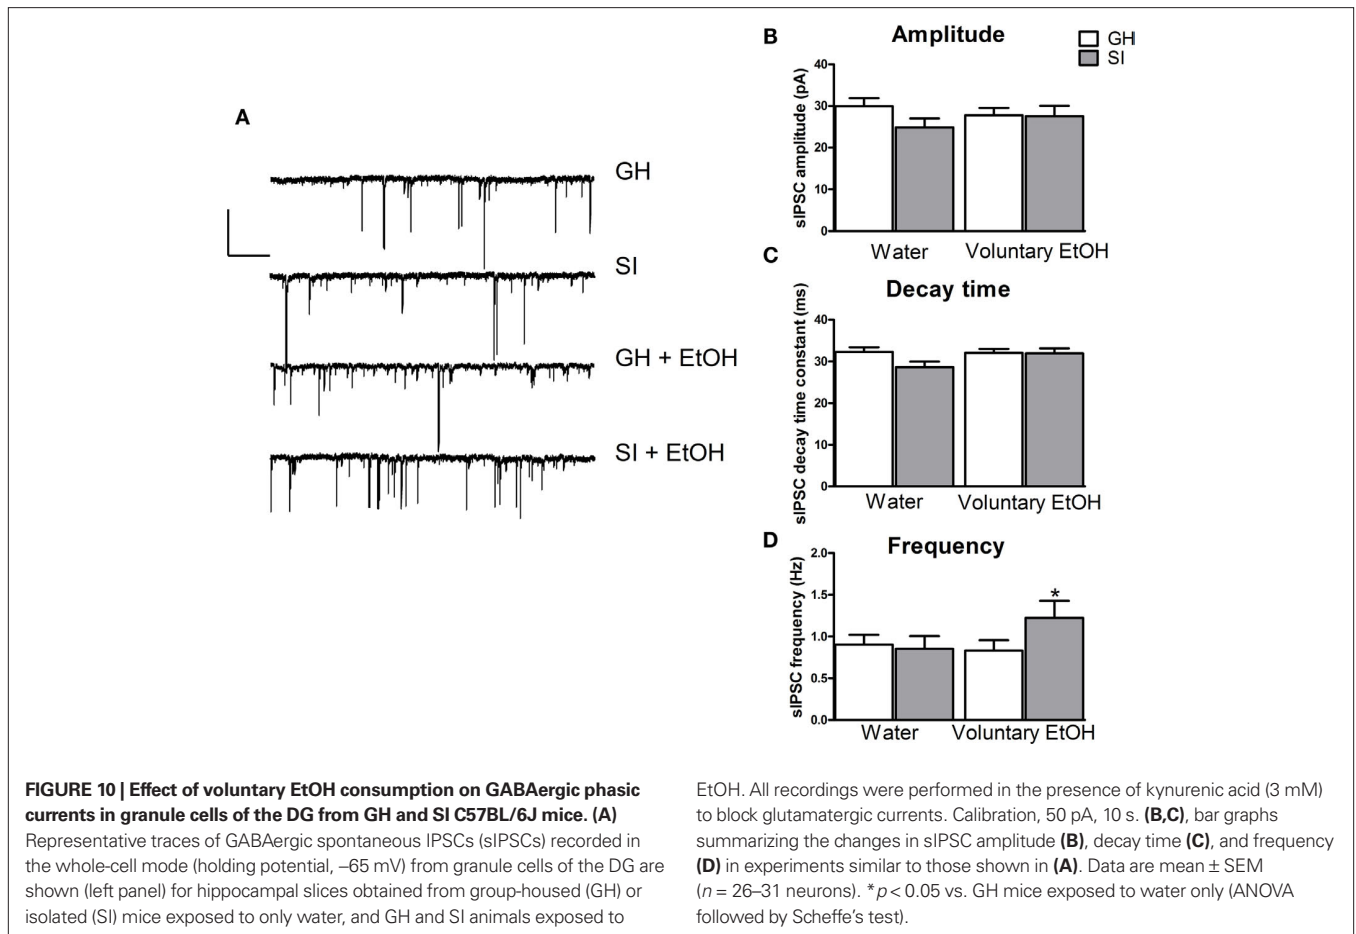 A
GH
SI
GH + EtOH
SI + EtOH
B
Amplitude
GH
SI
sIPSC amplitude (pA)
40
30
20
10
0
Water
Voluntary EtOH
C
Decay time
sIPSC decay time constant (ms)
40
30
20
10
0
Water
Voluntary EtOH
D
Frequency
sIPSC frequency (Hz)
2.0
1.5
1.0
0.5
0.0
*
Water
Voluntary EtOH
FIGURE 10 | Effect of voluntary EtOH consumption on GABAergic phasic
currents in granule cells of the DG from GH and SI C57BL/6J mice. (A)
Representative traces of GABAergic spontaneous IPSCs (sIPSCs) recorded in
the whole-cell mode (holding potential, –65 mV) from granule cells of the DG are
shown (left panel) for hippocampal slices obtained from group-housed (GH) or
isolated (SI) mice exposed to only water, and GH and SI animals exposed to
EtOH. All recordings were performed in the presence of kynurenic acid (3 mM)
to block glutamatergic currents. Calibration, 50 pA, 10 s. (B,C), bar graphs
summarizing the changes in sIPSC amplitude (B), decay time (C), and frequency
(D) in experiments similar to those shown in (A). Data are mean ± SEM
(n = 26–31 neurons). *p < 0.05 vs. GH mice exposed to water only (ANOVA
followed by Scheffe's test).